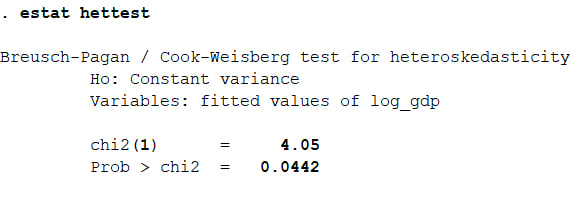 . estat hettest
Breusch-Pagan / Cook-Weisberg test for heteroskedasticity
Ho: Constant variance
Variables: fitted values of log_gdp
chi2(1) = 4.05
Prob > chi2 = 0.0442